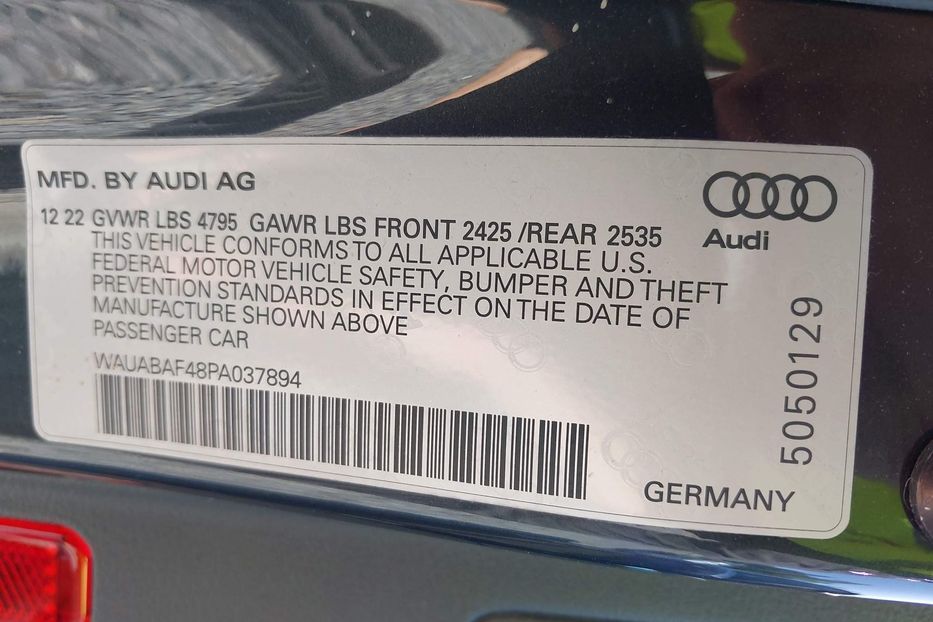 MFD. BY AUDI AG
Audi
12 22 GVWR LBS 4795 GAWR LBS FRONT 2425 /REAR 2535
THIS VEHICLE CONFORMS TO ALL APPLICABLE U.S.
FEDERAL MOTOR VEHICLE SAFETY, BUMPER AND THEFT
PREVENTION STANDARDS IN EFFECT ON THE DATE OF
MANUFACTURE SHOWN ABOVE
PASSENGER CAR
WAUABAF48PA037894
5050129
GERMANY